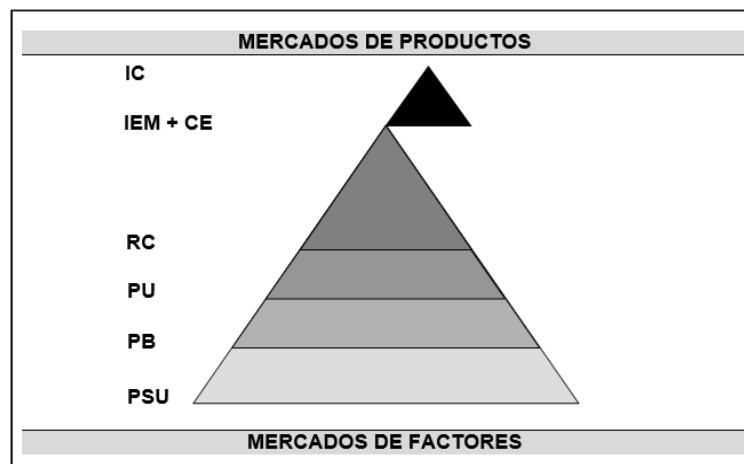 MERCADOS DE PRODUCTOS
IC
IEM + CE
RC
PU
PB
PSU
MERCADOS DE FACTORES